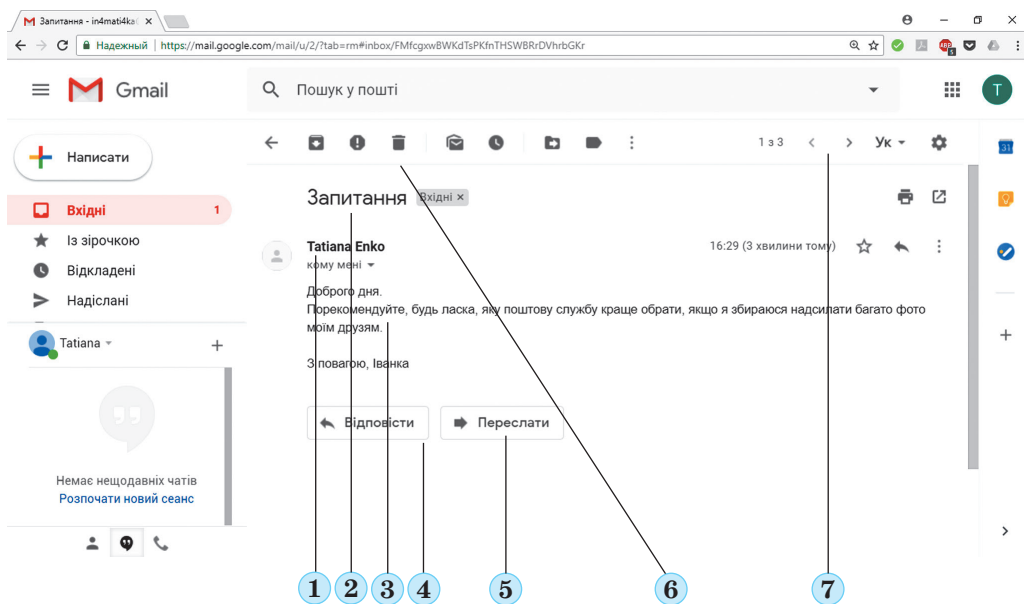 Запитання - in4mati4ka
Надежный | https://mail.google.com/mail/u/2/?tab=rm#inbox/FMfcgxwBWKdTsPKfnTHSWBRrDVhrbGKr
Gmail
Пошук у пошті
T
Написати
1 з 3
Ук
31
Вхідні 1
Із зірочкою
Відкладені
Надіслані
Tatiana
Немає нещодавніх чатів
Розпочати новий сеанс
Запитання Вхідні ×
Tatiana Enko
16:29 (3 хвилини тому)
кому мені
Доброго дня.
Порекомендуйте, будь ласка, яку поштову службу краще обрати, якщо я збираюся надсилати багато фото
моїм друзям.
З повагою, Іванка
Відповісти
Переслати
1 2 3 4 5 6 7